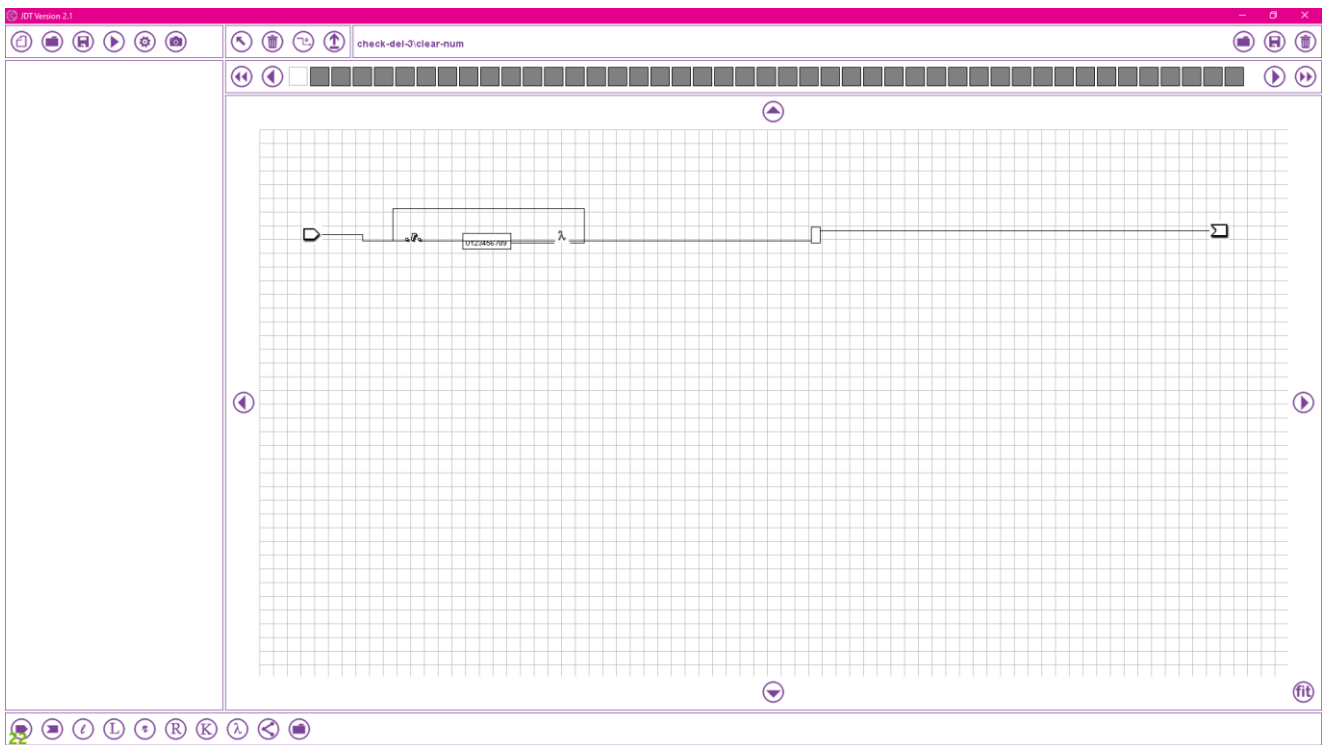 JDT Version 2.1
check-del-3\clear-num
0123456789
λ
fit
ℓ
L
r
R
K
λ
22